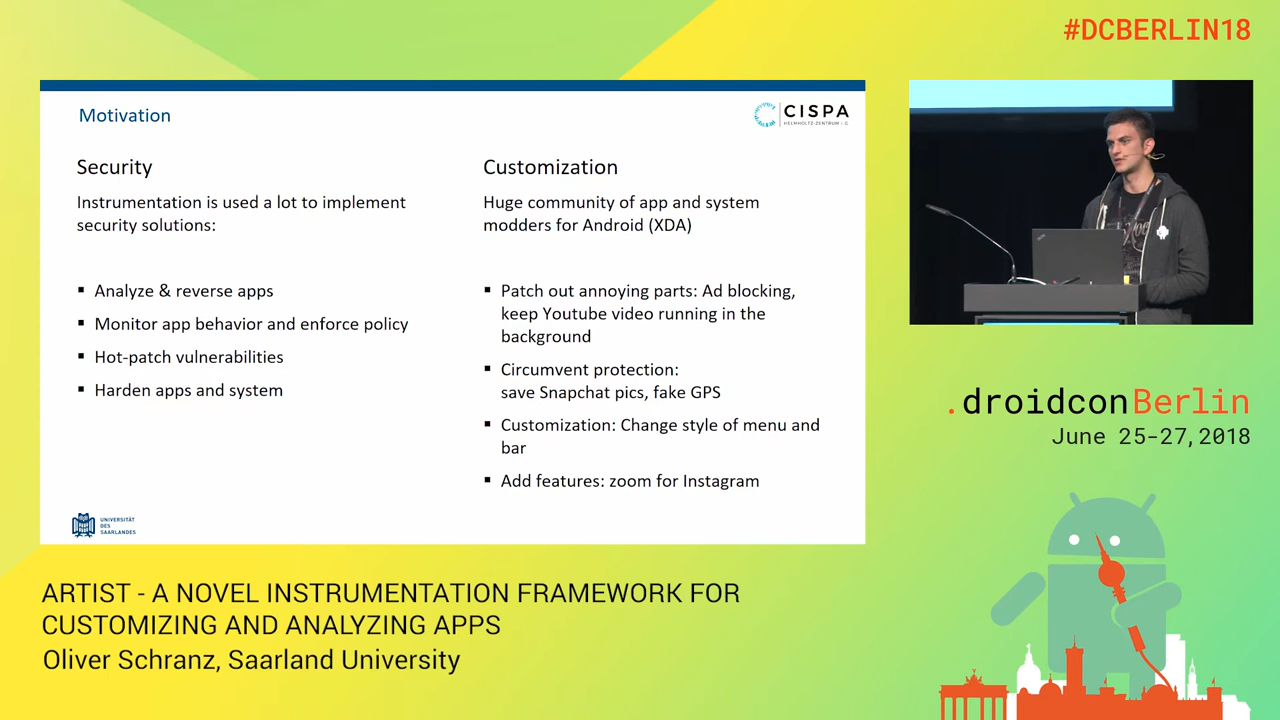 #DCBERLIN18
Motivation
CISPA
HELMHOLTZ-ZENTRUM i.G.
Security
Instrumentation is used a lot to implement
security solutions:
▪ Analyze & reverse apps
▪ Monitor app behavior and enforce policy
▪ Hot-patch vulnerabilities
▪ Harden apps and system
Customization
Huge community of app and system
modders for Android (XDA)
▪ Patch out annoying parts: Ad blocking,
keep Youtube video running in the
background
▪ Circumvent protection:
save Snapchat pics, fake GPS
▪ Customization: Change style of menu and
bar
▪ Add features: zoom for Instagram
UNIVERSITÄT
DES
SAARLANDES
.droidconBerlin
June 25-27,2018
ARTIST - A NOVEL INSTRUMENTATION FRAMEWORK FOR
CUSTOMIZING AND ANALYZING APPS
Oliver Schranz, Saarland University